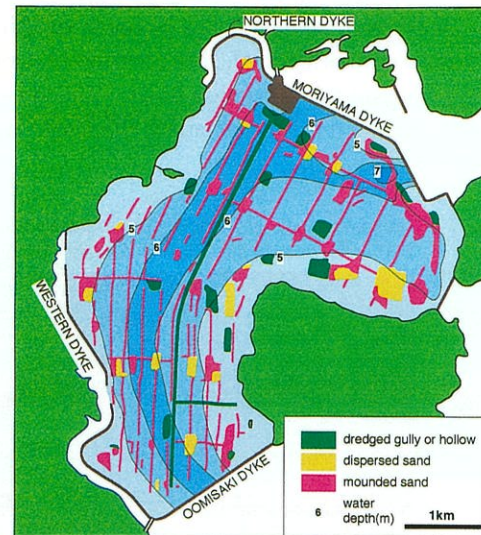 NORTHERN DYKE
MORIYAMA DYKE
6
5
7
6
5
6
5
WESTERN DYKE
OOMISAKI DYKE
dredged gully or hollow
dispersed sand
mounded sand
6 water depth(m)
1km